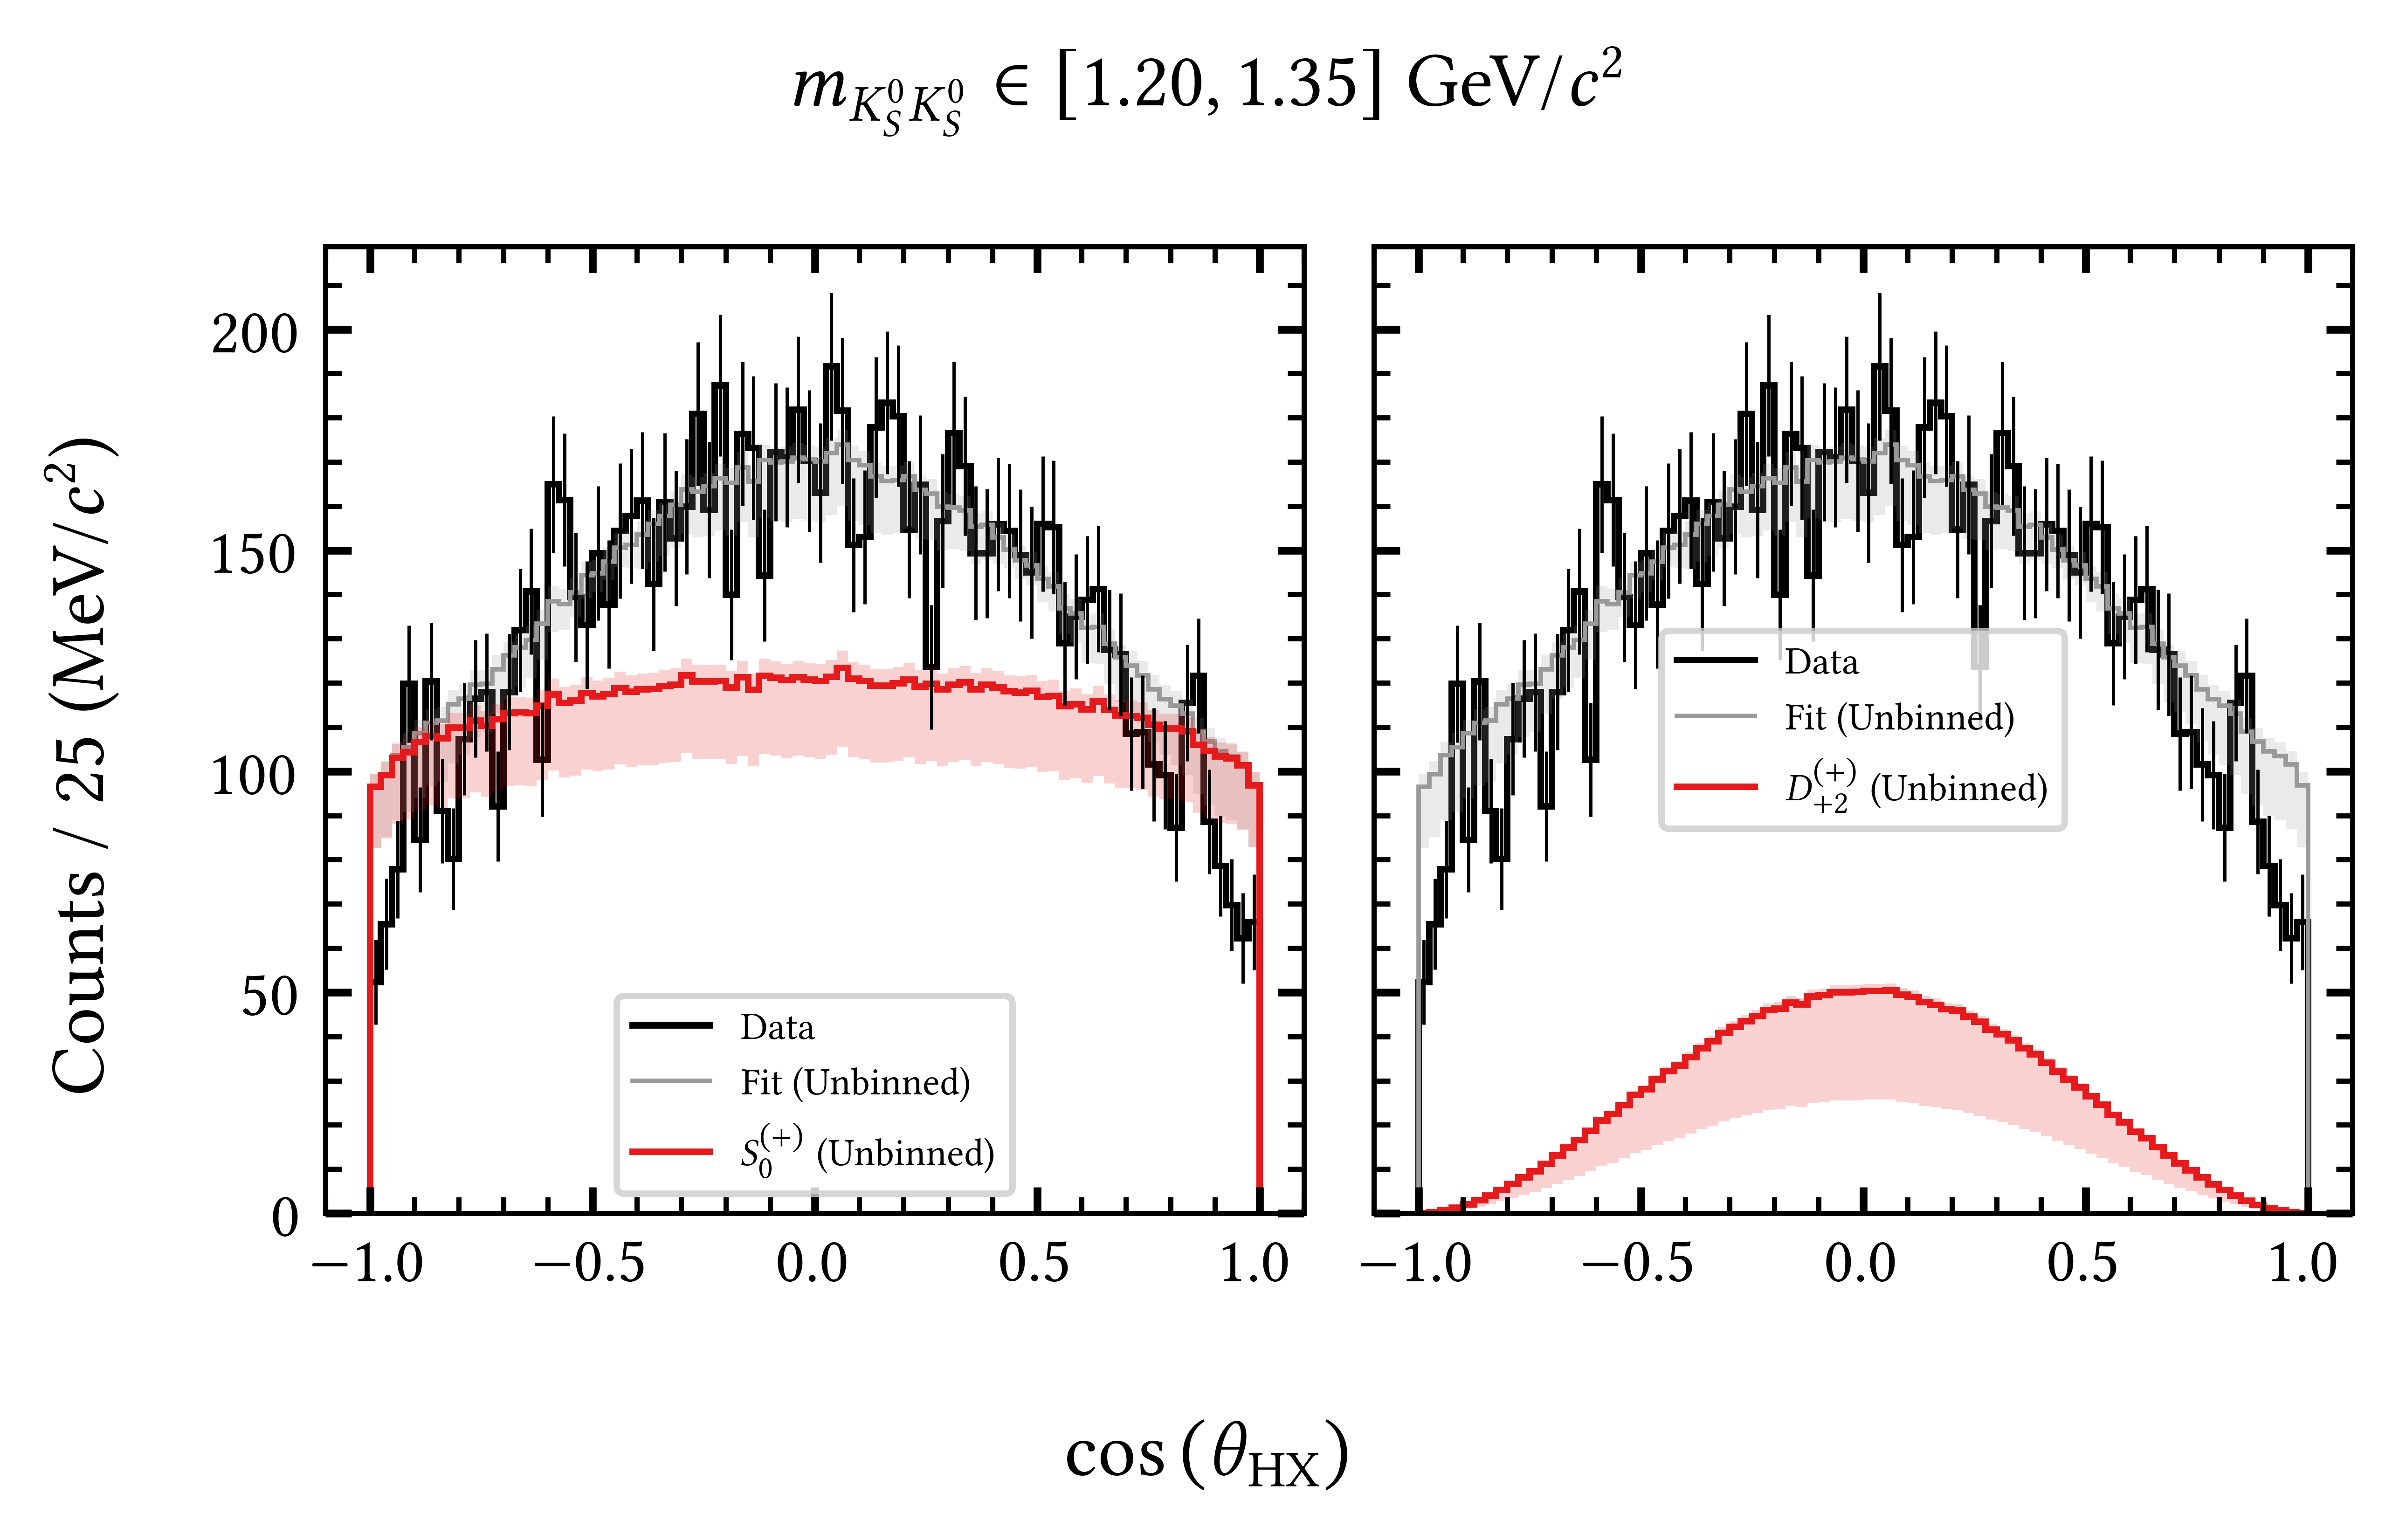 m_{K_S^0 K_S^0} ∈ [1.20, 1.35] GeV/c²
Counts / 25 (MeV/c²)
200
150
100
50
0
Data
Fit (Unbinned)
S_0^{(+)} (Unbinned)
−1.0 −0.5 0.0 0.5 1.0
Data
Fit (Unbinned)
D_{+2}^{(+)} (Unbinned)
−1.0 −0.5 0.0 0.5 1.0
cos (θ_{HX})